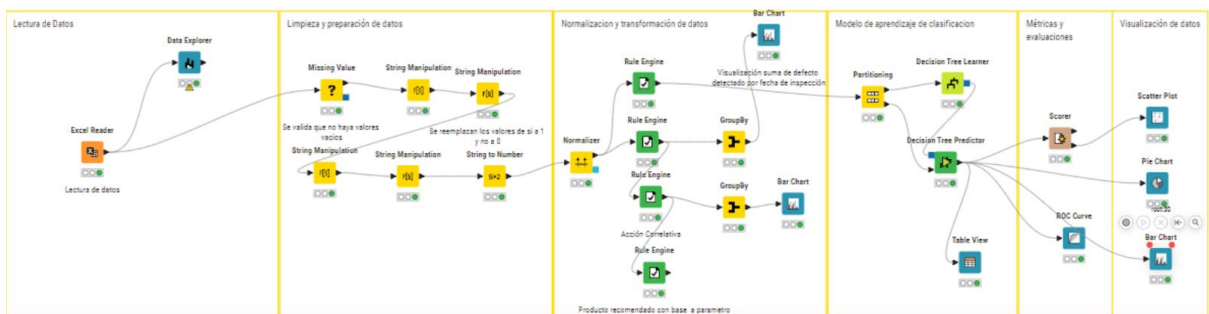 Lectura de Datos
Data Explorer
Excel Reader
Lectura de datos
Limpieza y preparación de datos
Missing Value
String Manipulation
String Manipulation
Se valida que no haya valores
vacios
Se reemplazan los valores de si a 1
y no a 0
String Manipulation
String Manipulation
String to Number
Normalizacion y transformación de datos
Bar Chart
Rule Engine
Visualización suma de defecto
detectado por fecha de inspección
Rule Engine
GroupBy
Normalizer
Rule Engine
GroupBy
Bar Chart
Acción Correlativa
Rule Engine
Producto recomendado con base a parametro
Modelo de aprendizaje de clasificacion
Partitioning
Decision Tree Learner
Decision Tree Predictor
Table View
Métricas y
evaluaciones
Scorer
ROC Curve
Visualización de datos
Scatter Plot
Pie Chart
Bar Chart